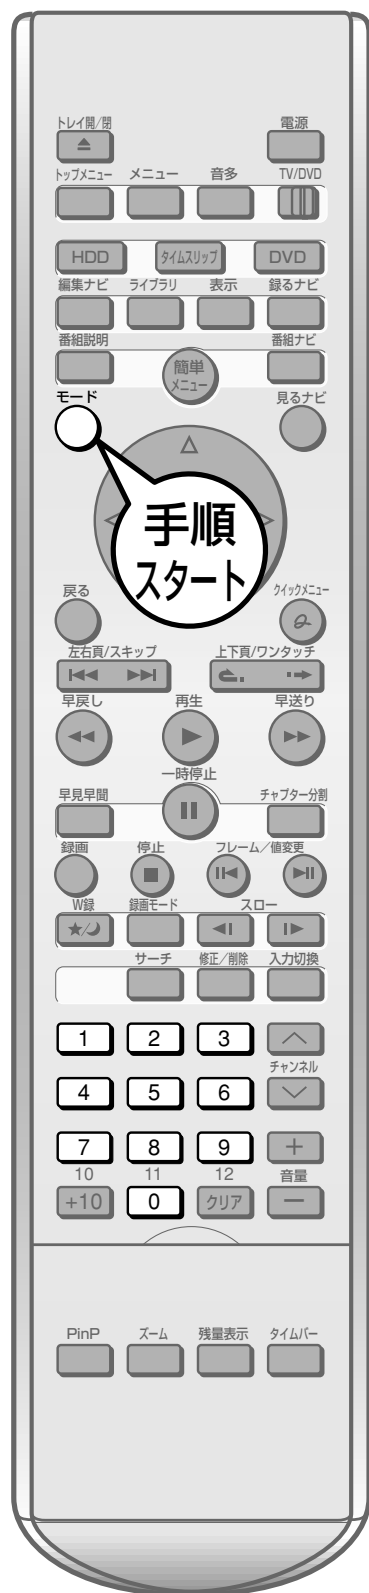 トレイ開/閉 電源
トップメニュー メニュー 音多 TV/DVD
HDD タイムスリップ DVD
編集ナビ ライブラリ 表示 録るナビ
番組説明 番組ナビ
簡単
メニュー
モード 見るナビ
手順
スタート
戻る クイックメニュー
左右頁/スキップ 上下頁/ワンタッチ
早戻し 再生 早送り
一時停止
早見早聞 チャプター分割
録画 停止 フレーム/値変更
W録 録画モード スロー
サーチ 修正/削除 入力切換
1 2 3
チャンネル
4 5 6
7 8 9 +
10 11 12 音量
+10 0 クリア −
PinP ズーム 残量表示 タイムバー